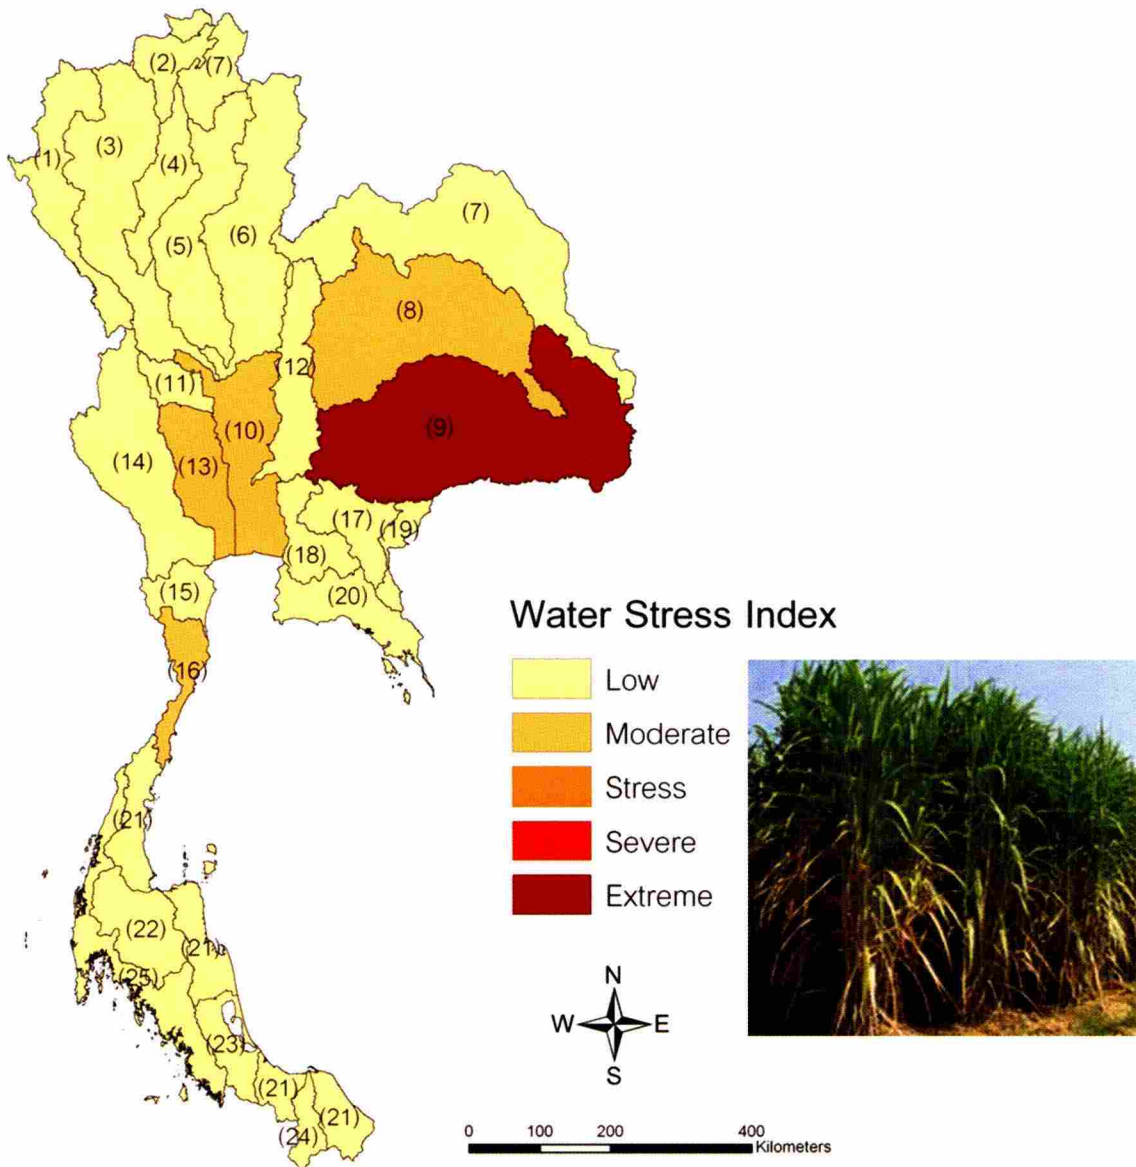 (2)
(7)
(3)
(1)
(4)
(7)
(5)
(6)
(8)
(12)
(11)
(10)
(9)
(14)
(13)
(17)
(19)
(18)
(15)
(20)
Water Stress Index
(16)
Low
Moderate
Stress
(21)
Severe
Extreme
(22)
(21)
(25)
N
W E
S
(23)
(21)
(21)
(24)
0 100 200 400
Kilometers